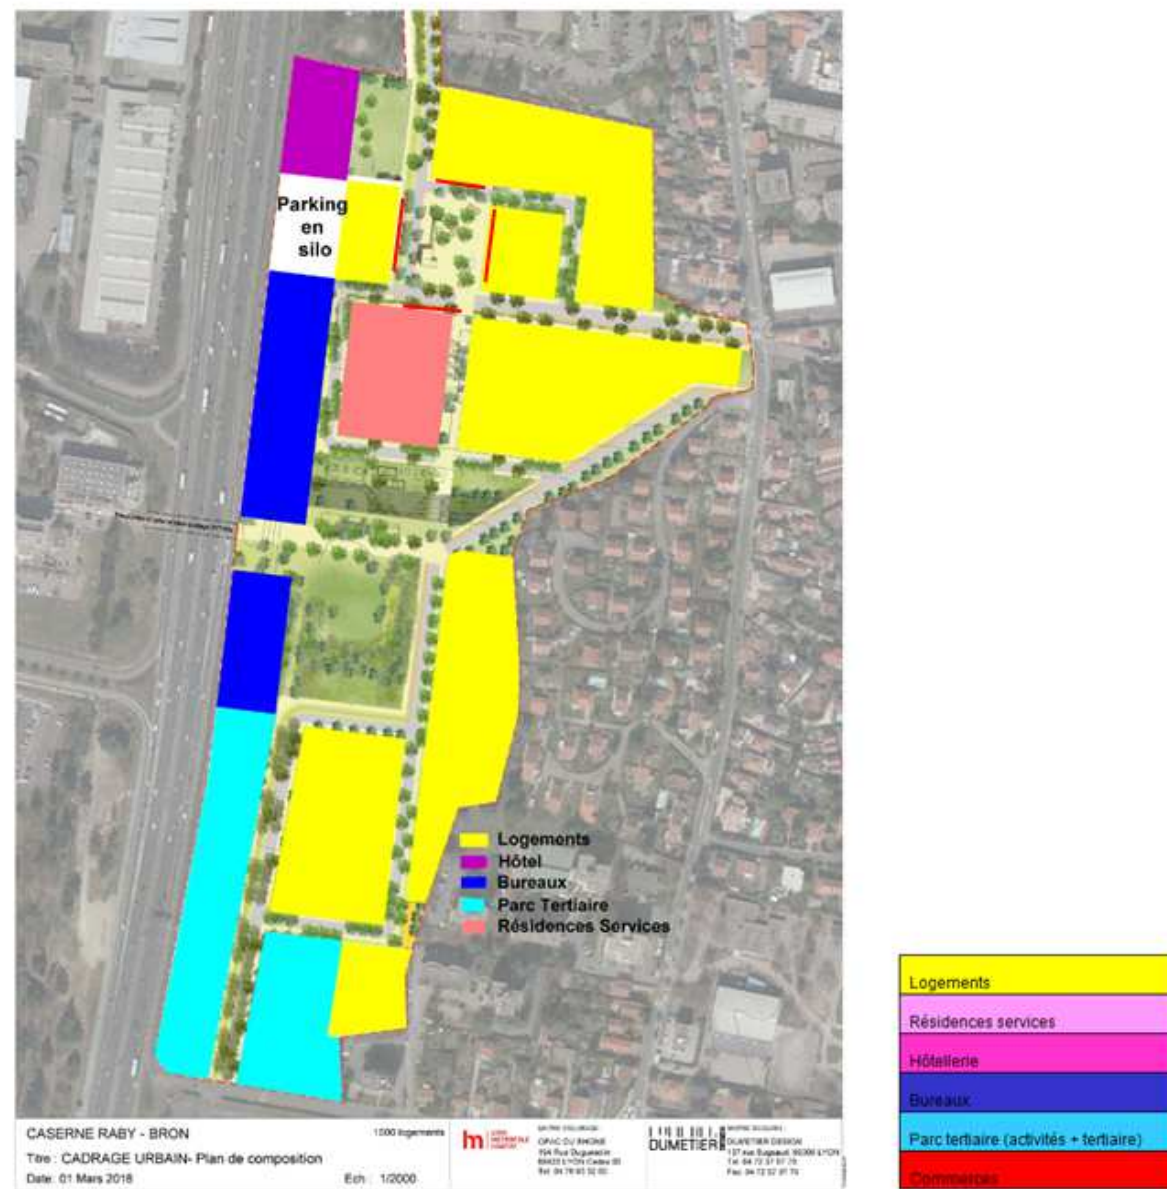 Parking
en
silo
Logements
Hôtel
Bureaux
Parc Tertiaire
Résidences Services
Logements
Résidences services
Hôtellerie
Bureaux
Parc tertiaire (activités + tertiaire)
Commerces
CASERNE RABY - BRON
1000 logements
Titre : CADRAGE URBAIN- Plan de composition
Date: 01 Mars 2018
Ech : 1/2000
hm
OPAC DU RHONE
DUMETIER
DUMETIER DESIGN